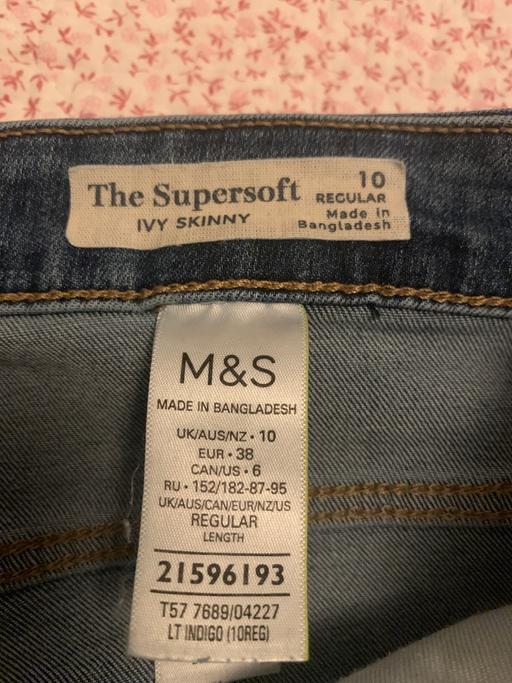 The Supersoft
IVY SKINNY
10
REGULAR
Made in
Bangladesh
M&S
MADE IN BANGLADESH
UK/AUS/NZ • 10
EUR • 38
CAN/US • 6
RU • 152/182-87-95
UK/AUS/CAN/EUR/NZ/US
REGULAR
LENGTH
21596193
T57 7689/04227
LT INDIGO (10REG)